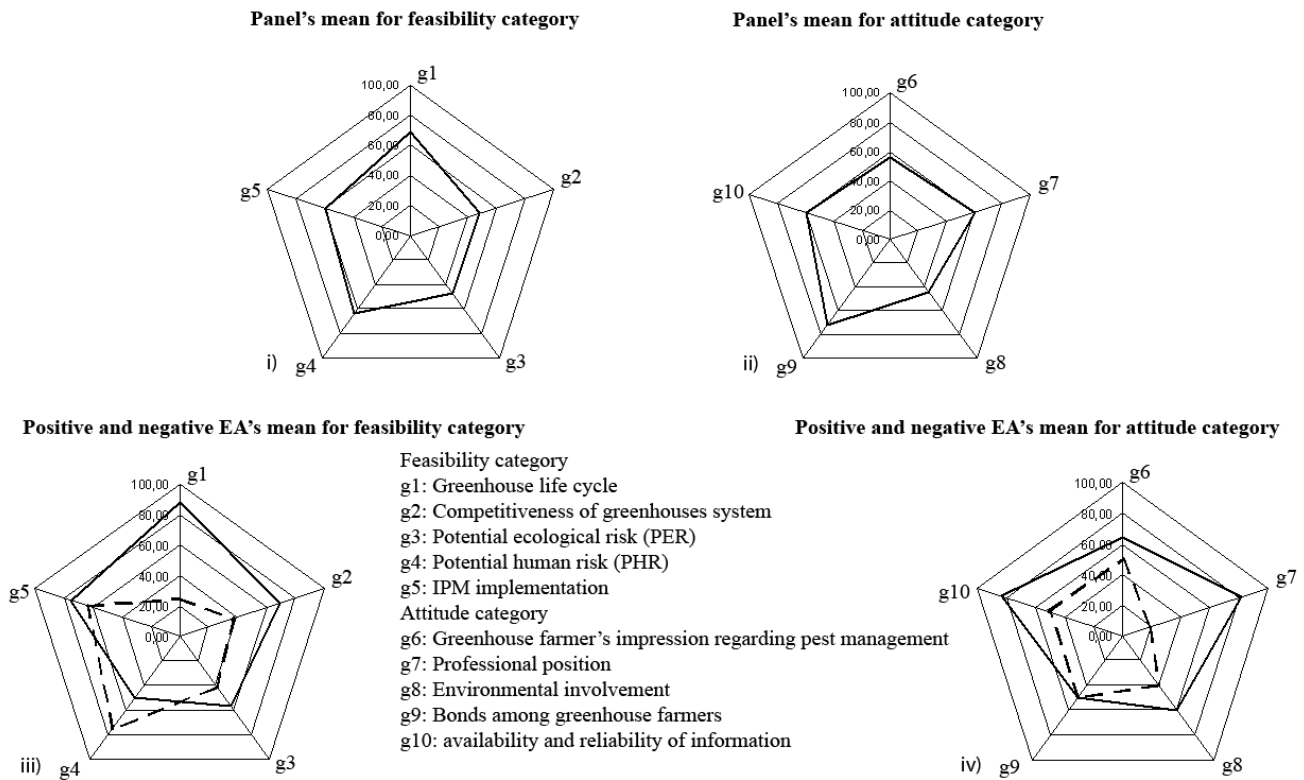 Panel's mean for feasibility category
g1
100,00
80,00
60,00
40,00
20,00
0,00
g5
g2
g4
g3
i)
Panel's mean for attitude category
g6
100,00
80,00
60,00
40,00
20,00
0,00
g10
g7
g9
g8
ii)
Positive and negative EA's mean for feasibility category
g1
100,00
80,00
60,00
40,00
20,00
0,00
g5
g2
g4
g3
iii)
Feasibility category
g1: Greenhouse life cycle
g2: Competitiveness of greenhouses system
g3: Potential ecological risk (PER)
g4: Potential human risk (PHR)
g5: IPM implementation
Attitude category
g6: Greenhouse farmer's impression regarding pest management
g7: Professional position
g8: Environmental involvement
g9: Bonds among greenhouse farmers
g10: availability and reliability of information
Positive and negative EA's mean for attitude category
g6
100,00
80,00
60,00
40,00
20,00
0,00
g10
g7
g9
g8
iv)